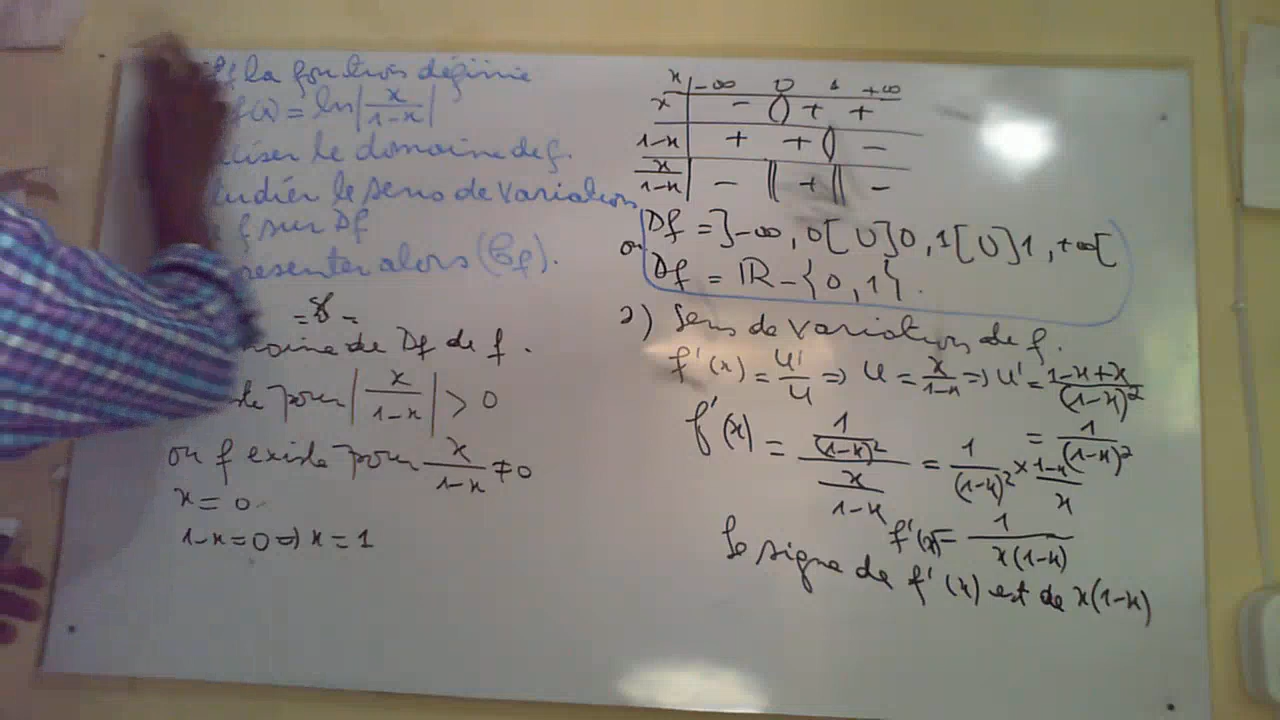 la fonction définie
f(x) = ln|x/(1-x)|
le domaine de f.
le sens de variation
f sur Df
alors (Cf).
de Df de f.
pour |x/(1-x)| > 0
ou f existe pour x/(1-x) ≠ 0
x = 0
1-x = 0 ⇒ x = 1
x | -∞ 0 1 +∞
x | - 0 + +
1-x | + + 0 -
x/(1-x) | - || + || -
Df = ]-∞, 0[ U ]0, 1[ U ]1, +∞[
ou
Df = ℝ - {0, 1}.
2) Sens de variation de f.
f'(x) = u'/u ⇒ u = x/(1-x) ⇒ u' = (1-x+x)/(1-x)²
= 1/(1-x)²
f'(x) = (1/(1-x)²)/(x/(1-x)) = 1/(1-x)² × (1-x)/x
f'(x) = 1/(x(1-x))
Le signe de f'(x) est de x(1-x)